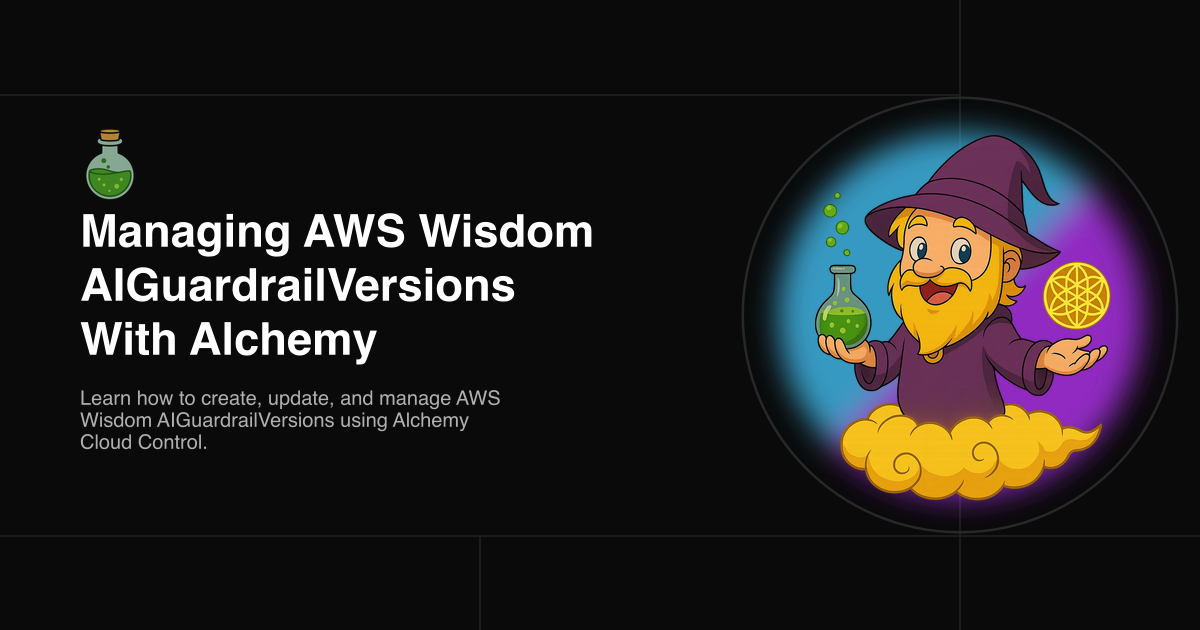 Managing AWS Wisdom
AIGuardrailVersions
With Alchemy
Learn how to create, update, and manage AWS
Wisdom AIGuardrailVersions using Alchemy
Cloud Control.